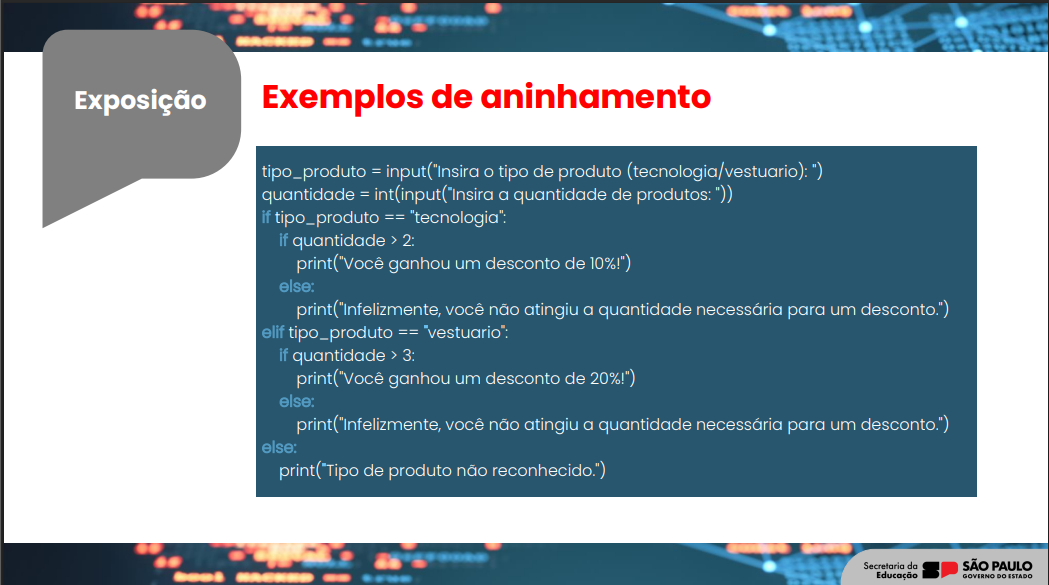 Exposição
Exemplos de aninhamento
tipo_produto = input("Insira o tipo de produto (tecnologia/vestuario): ")
quantidade = int(input("Insira a quantidade de produtos: "))
if tipo_produto == "tecnologia":
    if quantidade > 2:
        print("Você ganhou um desconto de 10%!")
    else:
        print("Infelizmente, você não atingiu a quantidade necessária para um desconto.")
elif tipo_produto == "vestuario":
    if quantidade > 3:
        print("Você ganhou um desconto de 20%!")
    else:
        print("Infelizmente, você não atingiu a quantidade necessária para um desconto.")
else:
    print("Tipo de produto não reconhecido.")
Secretaria da
Educação
SÃO PAULO
GOVERNO DO ESTADO